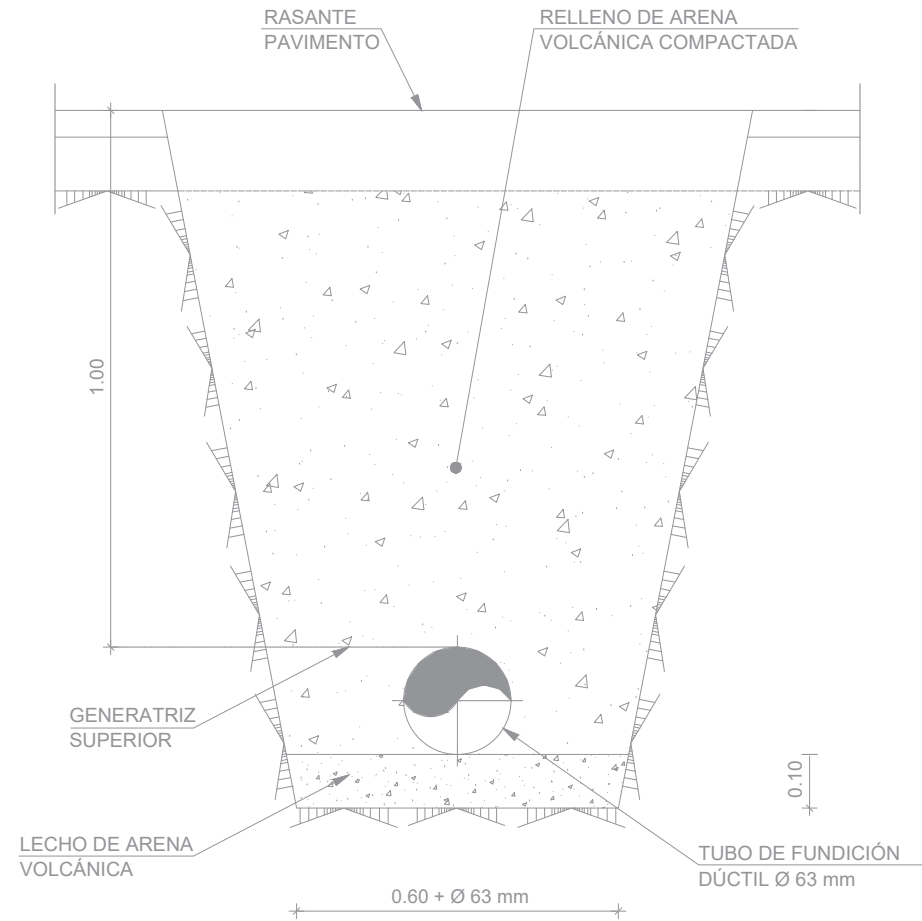 RASANTE
PAVIMENTO
RELLENO DE ARENA
VOLCÁNICA COMPACTADA
1.00
GENERATRIZ
SUPERIOR
0.10
LECHO DE ARENA
VOLCÁNICA
TUBO DE FUNDICIÓN
DÚCTIL Ø 63 mm
0.60 + Ø 63 mm